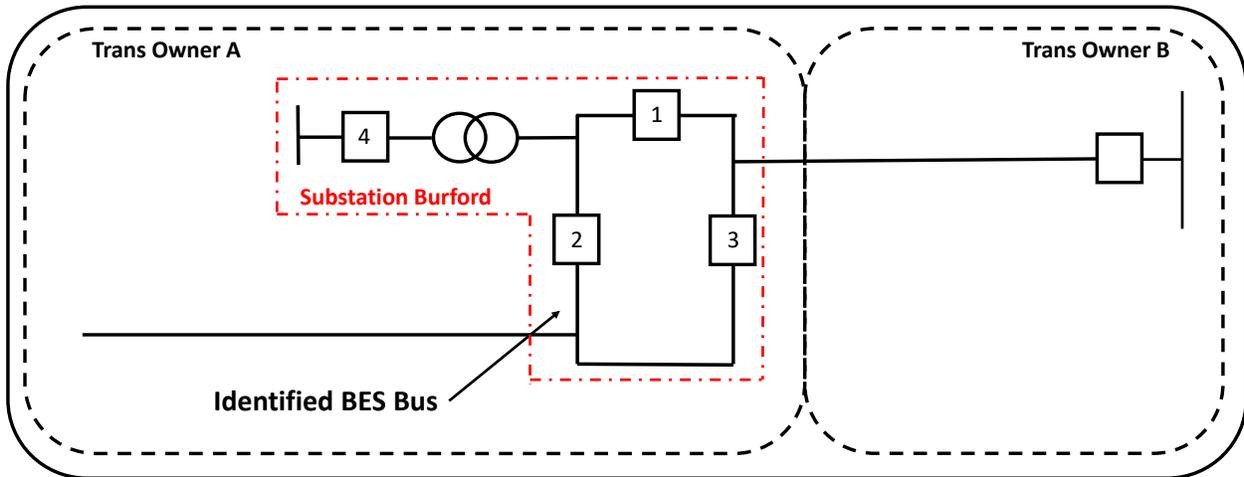 Trans Owner A
Trans Owner B
1
4
Substation Burford
2
3
Identified BES Bus